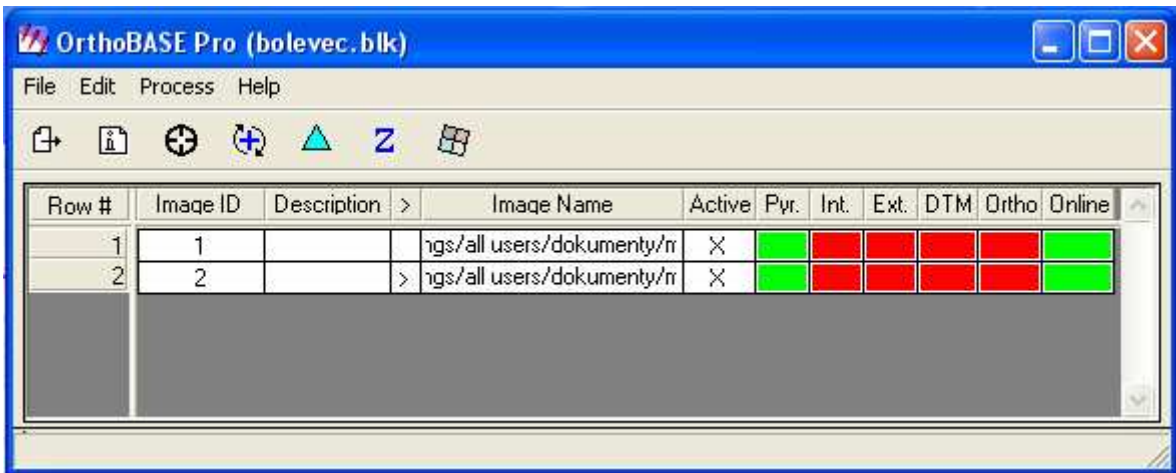 OrthoBASE Pro (bolevec.blk)
File Edit Process Help
Z
Row # Image ID Description > Image Name Active Pyr. Int. Ext. DTM Ortho Online
1 1 ngs/all users/dokumenty/m X
2 2 > ngs/all users/dokumenty/m X